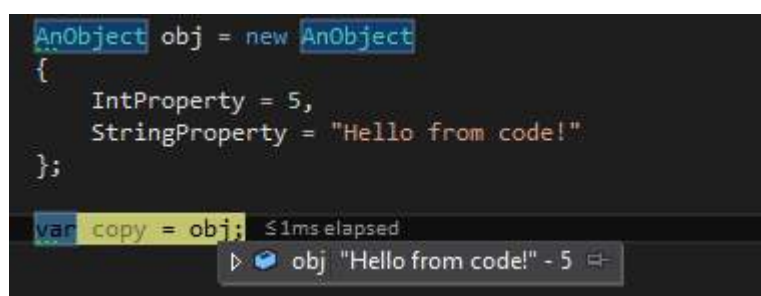 AnObject obj = new AnObject
{
    IntProperty = 5,
    StringProperty = "Hello from code!"
};
var copy = obj; ≤1ms elapsed
obj "Hello from code!" - 5